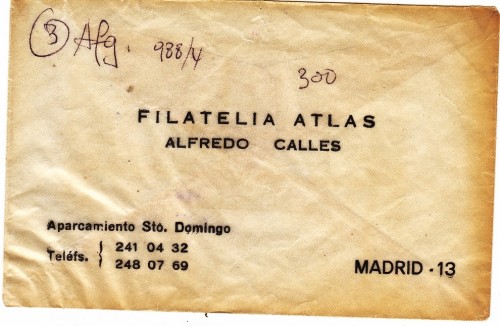 3 Afg. 988/4
300
FILATELIA ATLAS
ALFREDO CALLES
Aparcamiento Sto. Domingo
Teléfs. { 241 04 32
248 07 69
MADRID - 13